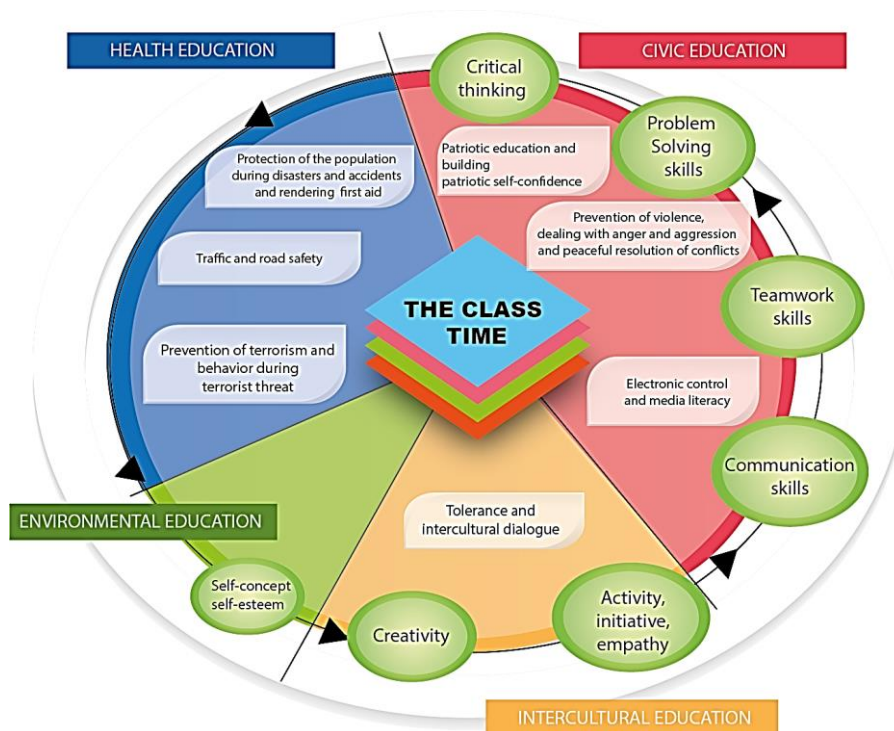 HEALTH EDUCATION
CIVIC EDUCATION
Critical
thinking
Problem
Solving
skills
Patriotic education and
building
patriotic self-confidence
Protection of the population
during disasters and accidents
and rendering first aid
Prevention of violence,
dealing with anger and aggression
and peaceful resolution of conflicts
Traffic and road safety
THE CLASS
TIME
Teamwork
skills
Prevention of terrorism and
behavior during
terrorist threat
Electronic control
and media literacy
Communication
skills
ENVIRONMENTAL EDUCATION
Tolerance and
intercultural dialogue
Self-concept
self-esteem
Creativity
Activity,
initiative,
empathy
INTERCULTURAL EDUCATION